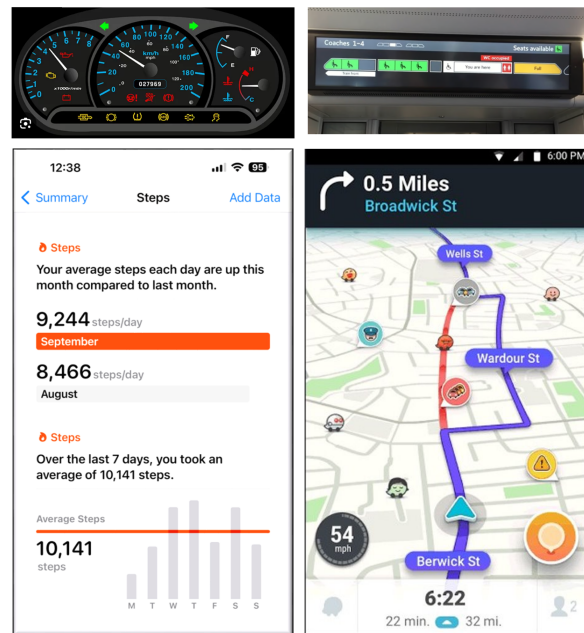 1 2 3 4 5 6 7 8
x1000r/min
20 40 60 80 100 120 140 160 180 200
km/h
mph
027969
F
E
H
C
Coaches 1-4
Seats available
WC occupied
You are here
Full
12:38
95
Summary
Steps
Add Data
Steps
Your average steps each day are up this
month compared to last month.
9,244 steps/day
September
8,466 steps/day
August
Steps
Over the last 7 days, you took an
average of 10,141 steps.
Average Steps
10,141
steps
M T W T F S S
6:00 PM
0.5 Miles
Broadwick St
Wells St
Wardour St
54
mph
Berwick St
6:22
22 min. 32 mi.
2